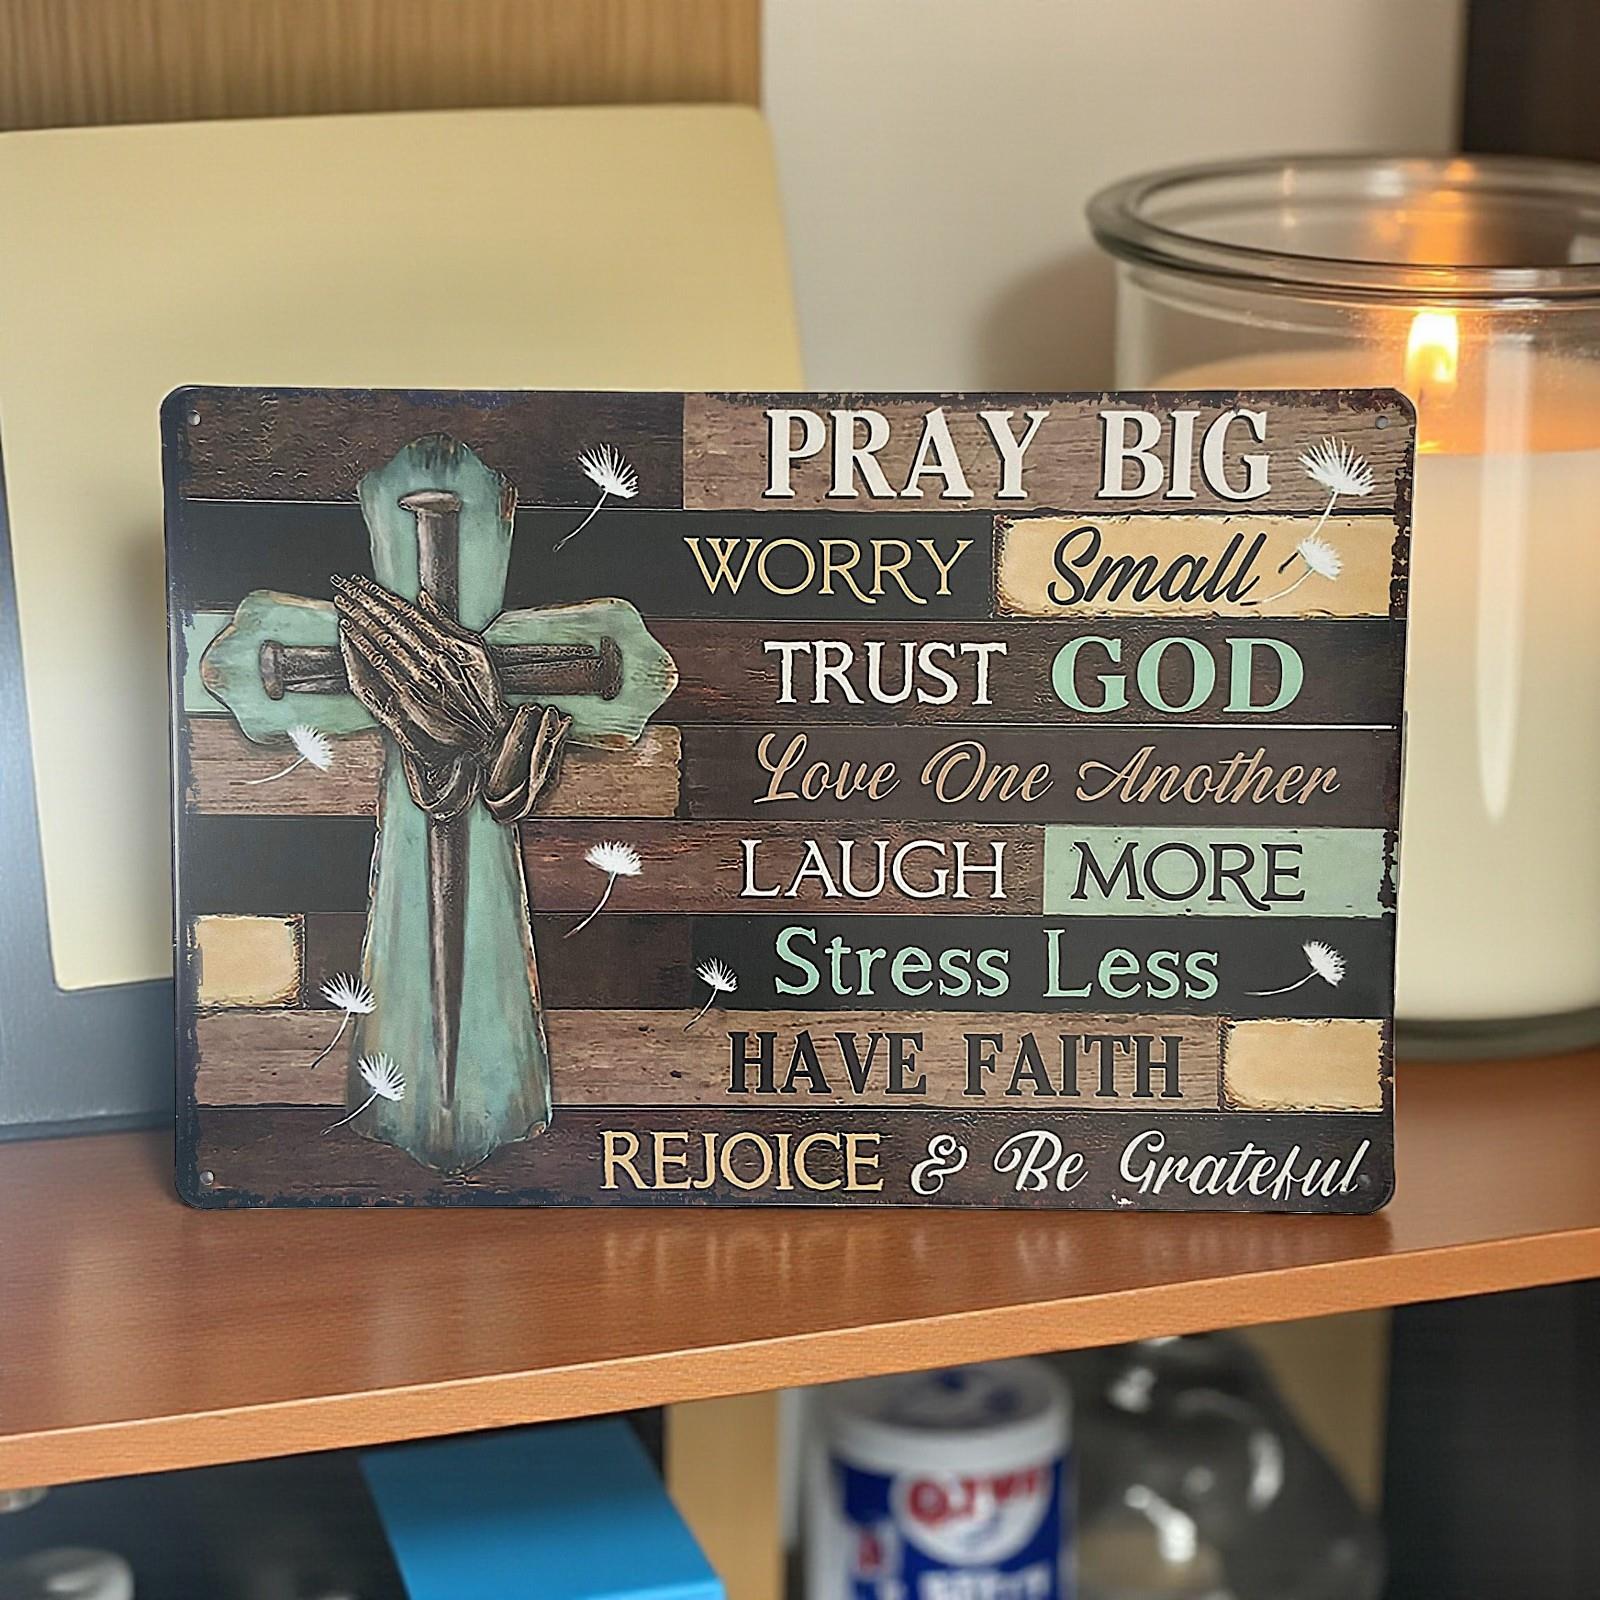 PRAY BIG
WORRY Small
TRUST GOD
Love One Another
LAUGH MORE
Stress Less
HAVE FAITH
REJOICE & Be Grateful